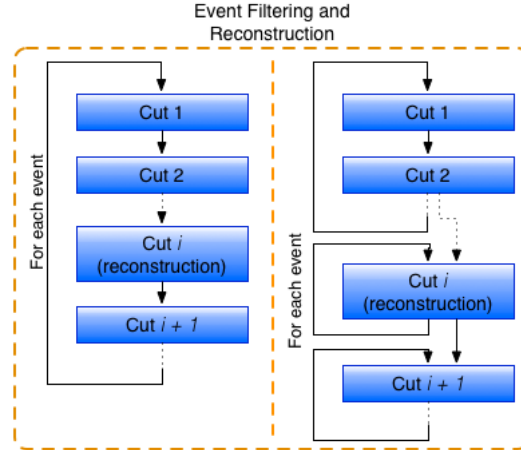 Event Filtering and
Reconstruction
For each event
Cut 1
Cut 2
Cut i
(reconstruction)
Cut i + 1
For each event
Cut 1
Cut 2
Cut i
(reconstruction)
Cut i + 1